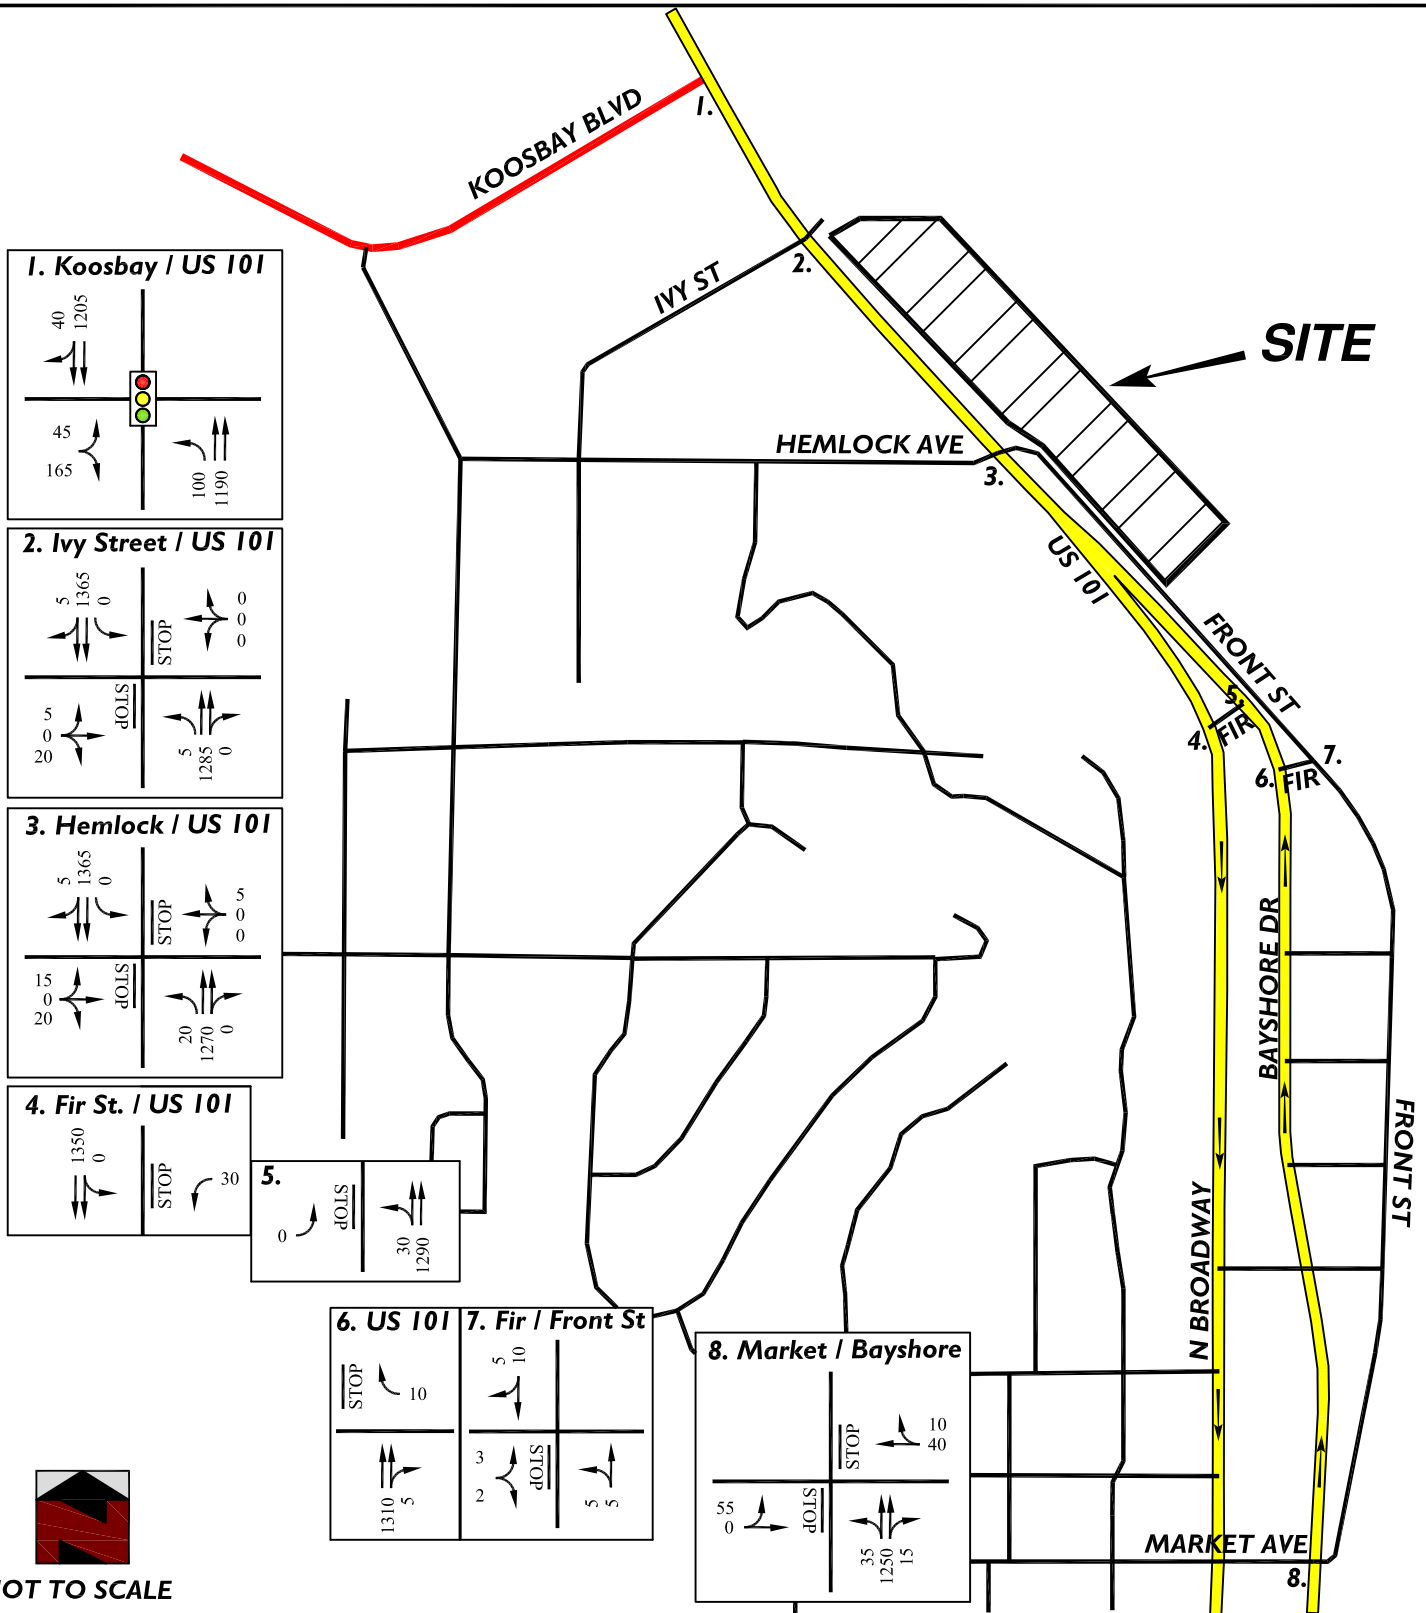 KOOSBAY BLVD
1.
IVY ST
2.
SITE
HEMLOCK AVE
3.
US 101
FRONT ST
5.
4.
FIR
6.
FIR
7.
BAYSHORE DR
FRONT ST
N BROADWAY
MARKET AVE
8.
1. Koosbay / US 101
40
1205
45
165
100
1190
2. Ivy Street / US 101
5
1365
0
STOP
0
0
0
5
0
20
STOP
5
1285
0
3. Hemlock / US 101
5
1365
0
STOP
5
0
0
15
0
20
STOP
20
1270
0
4. Fir St. / US 101
1350
0
STOP
30
5.
0
STOP
30
1290
6. US 101
STOP
10
1310
5
7. Fir / Front St
5
10
3
2
STOP
5
5
8. Market / Bayshore
STOP
10
40
55
0
STOP
35
1250
15
OT TO SCALE